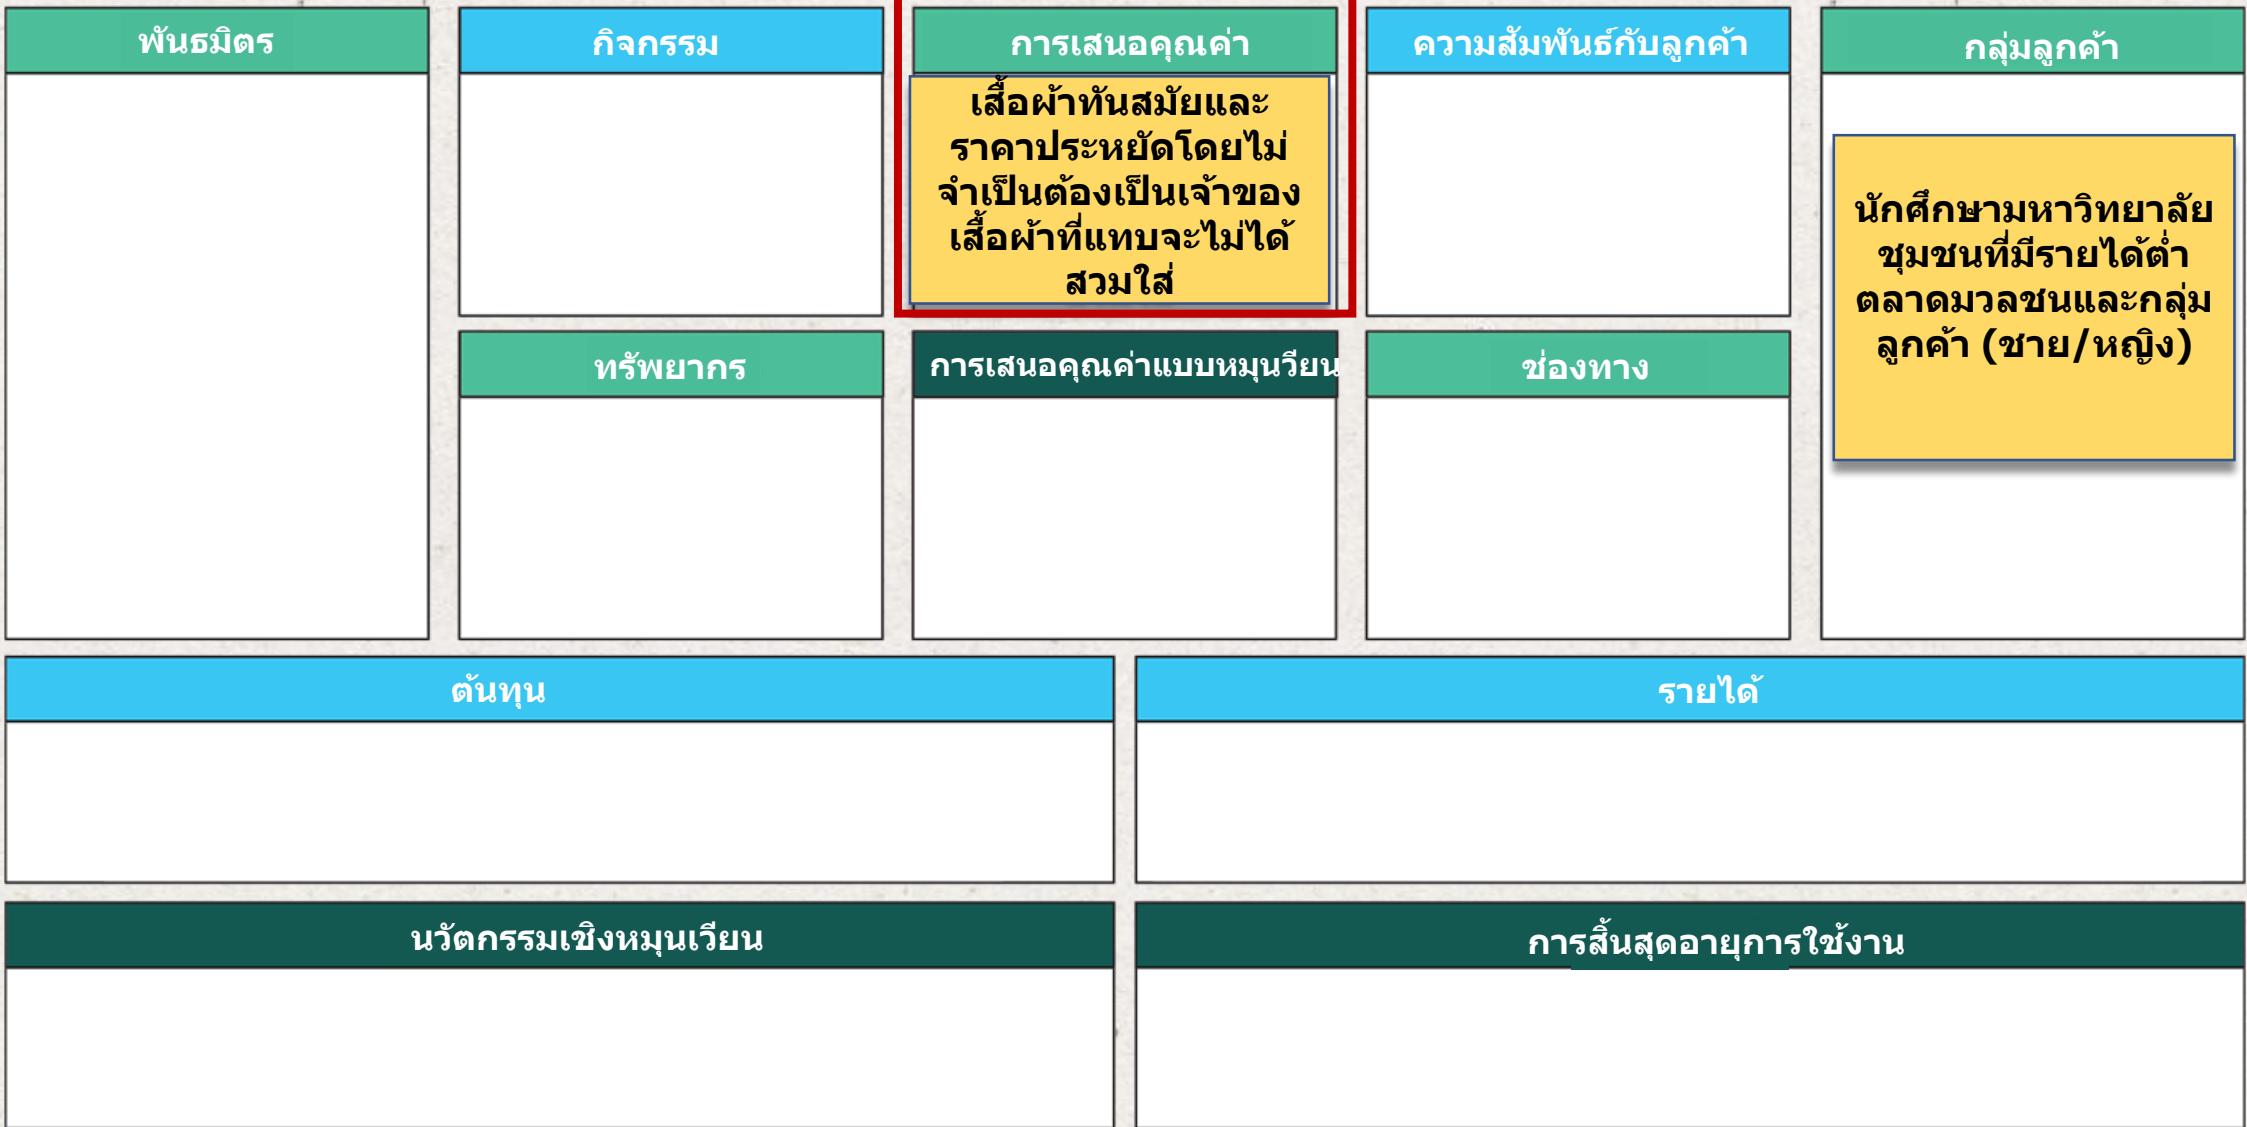 พันธมิตร
กิจกรรม
การเสนอคุณค่า
เสื้อผ้าทันสมัยและ
ราคาประหยัดโดยไม่
จำเป็นต้องเป็นเจ้าของ
เสื้อผ้าที่แทบจะไม่ได้
สวมใส่
ความสัมพันธ์กับลูกค้า
กลุ่มลูกค้า
นักศึกษามหาวิทยาลัย
ชุมชนที่มีรายได้ต่ำ
ตลาดมวลชนและกลุ่ม
ลูกค้า (ชาย/หญิง)
ทรัพยากร
การเสนอคุณค่าแบบหมุนวียน
ช่องทาง
ต้นทุน
รายได้
นวัตกรรมเชิงหมุนเวียน
การสิ้นสุดอายุการใช้งาน